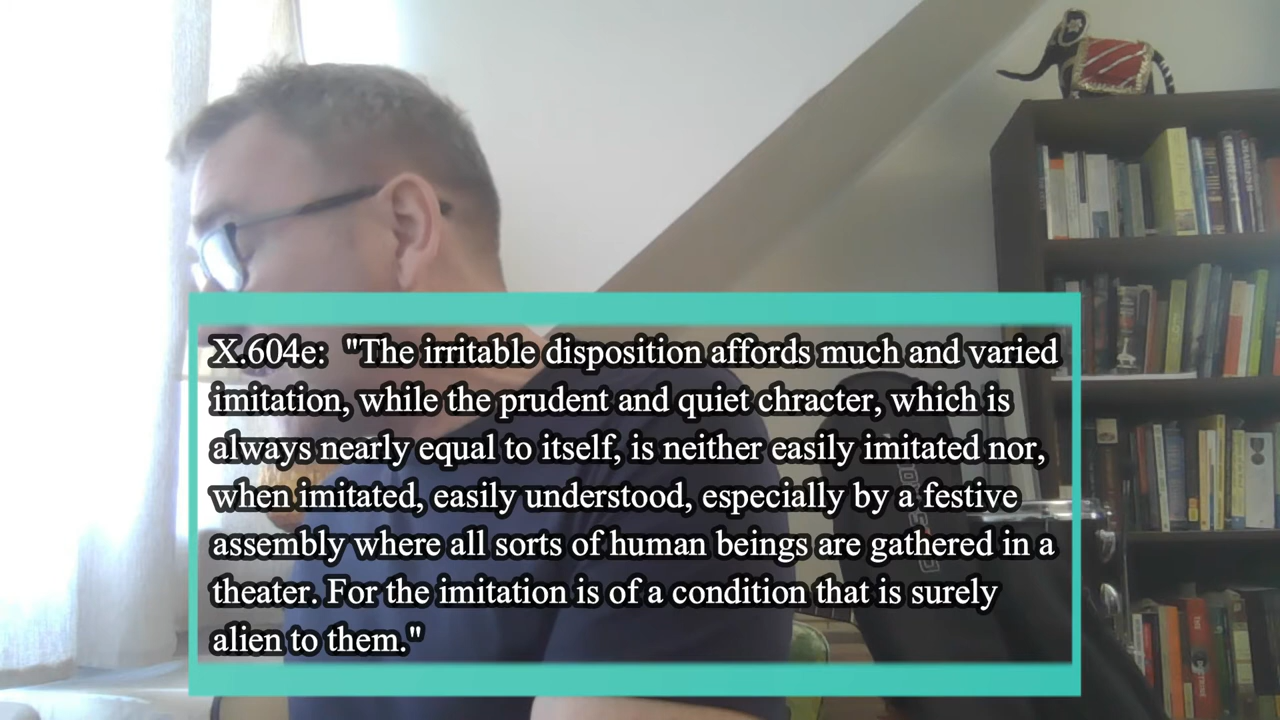 X.604e: "The irritable disposition affords much and varied
imitation, while the prudent and quiet chracter, which is
always nearly equal to itself, is neither easily imitated nor,
when imitated, easily understood, especially by a festive
assembly where all sorts of human beings are gathered in a
theater. For the imitation is of a condition that is surely
alien to them."